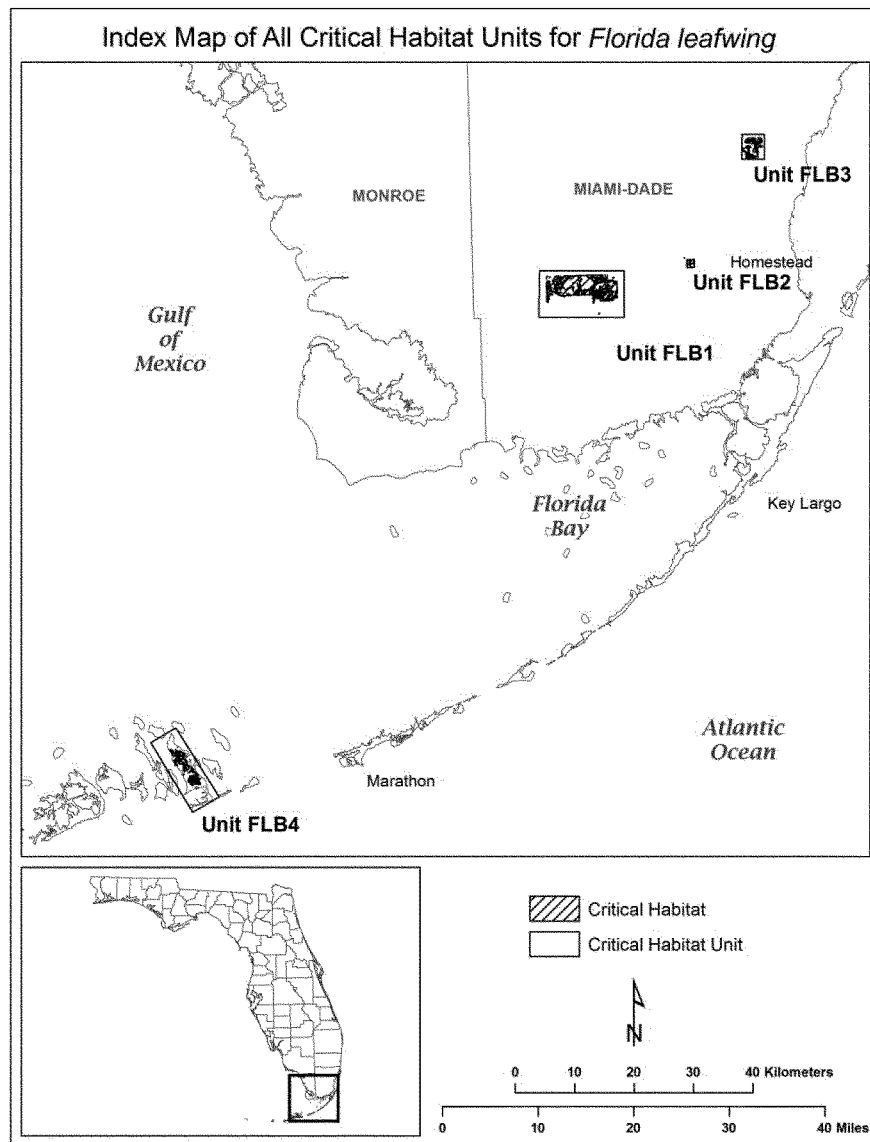 Index Map of All Critical Habitat Units for Florida leafwing
Unit FLB3
MONROE
MIAMI-DADE
Homestead
Unit FLB2
Gulf
of
Mexico
Unit FLB1
Florida
Bay
Key Largo
Atlantic
Ocean
Marathon
Unit FLB4
Critical Habitat
Critical Habitat Unit
N
0 10 20 30 40 Kilometers
0 10 20 30 40 Miles